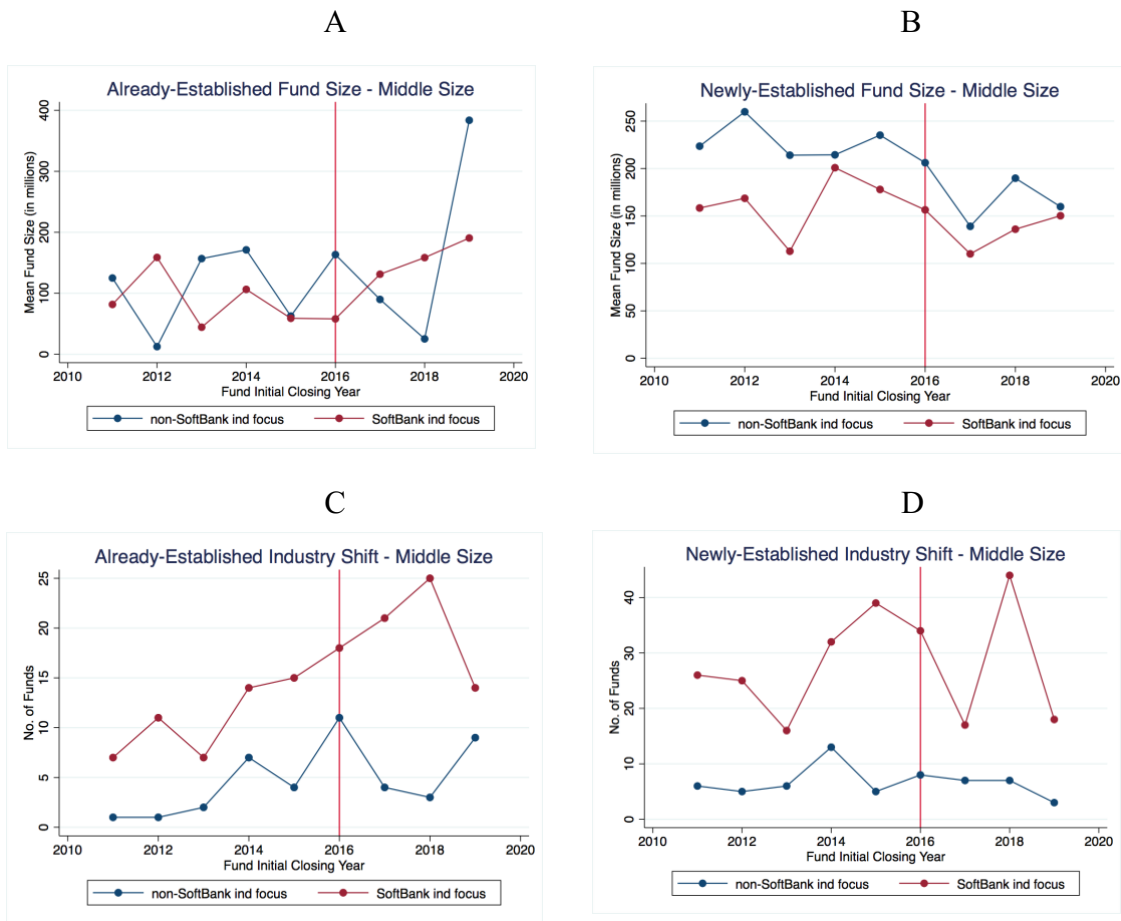 A
Already-Established Fund Size - Middle Size
Mean Fund Size (in millions)
400
300
200
100
0
2010 2012 2014 2016 2018 2020
Fund Initial Closing Year
non-SoftBank ind focus SoftBank ind focus
B
Newly-Established Fund Size - Middle Size
Mean Fund Size (in millions)
250
200
150
100
50
0
2010 2012 2014 2016 2018 2020
Fund Initial Closing Year
non-SoftBank ind focus SoftBank ind focus
C
Already-Established Industry Shift - Middle Size
No. of Funds
25
20
15
10
5
0
2010 2012 2014 2016 2018 2020
Fund Initial Closing Year
non-SoftBank ind focus SoftBank ind focus
D
Newly-Established Industry Shift - Middle Size
No. of Funds
40
30
20
10
0
2010 2012 2014 2016 2018 2020
Fund Initial Closing Year
non-SoftBank ind focus SoftBank ind focus